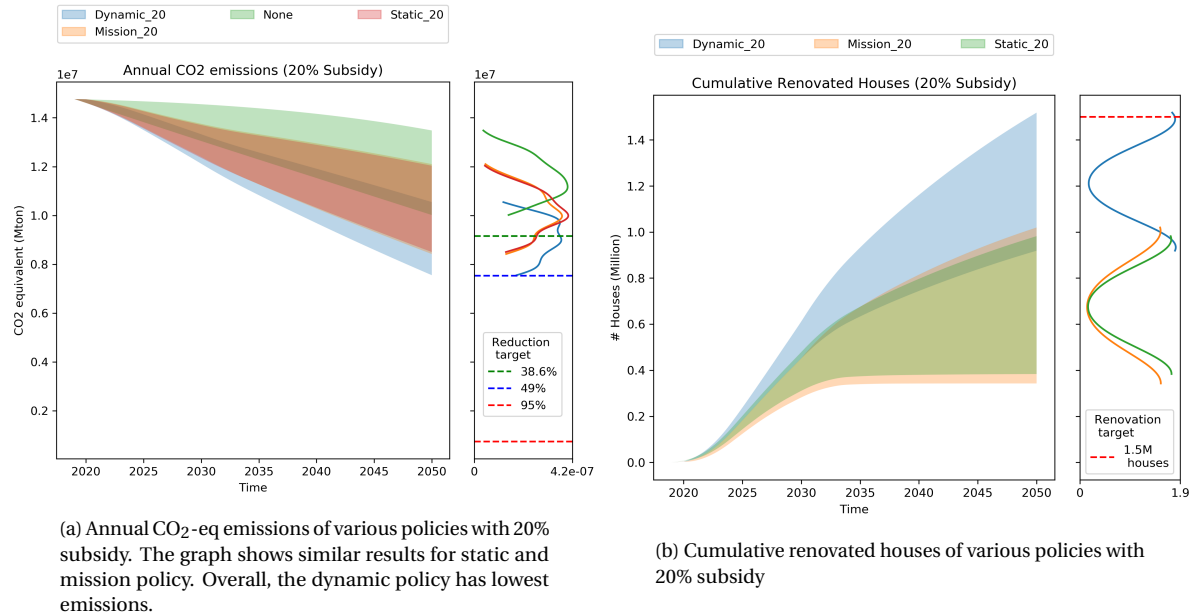 Dynamic_20
Mission_20
None
Static_20
Annual CO2 emissions (20% Subsidy)
1e7
1e7
CO2 equivalent (Mton)
1.4
1.2
1.0
0.8
0.6
0.4
0.2
2020 2025 2030 2035 2040 2045 2050
Time
Reduction
target
38.6%
49%
95%
0 4.2e-07
(a) Annual CO2-eq emissions of various policies with 20%
subsidy. The graph shows similar results for static and
mission policy. Overall, the dynamic policy has lowest
emissions.
Dynamic_20 Mission_20 Static_20
Cumulative Renovated Houses (20% Subsidy)
# Houses (Million)
1.4
1.2
1.0
0.8
0.6
0.4
0.2
0.0
2020 2025 2030 2035 2040 2045 2050
Time
Renovation
target
1.5M
houses
0 1.9
(b) Cumulative renovated houses of various policies with
20% subsidy